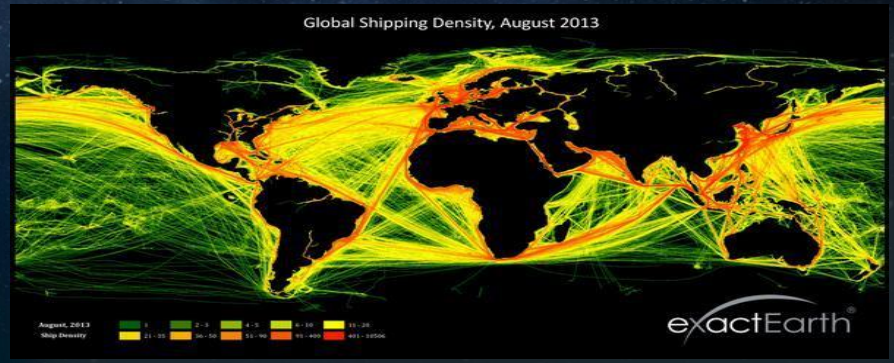 Global Shipping Density, August 2013
exactEarth®
August, 2013 1 2 - 3 4 - 5 6 - 10 11 - 20
Ship Density 21 - 35 36 - 50 51 - 90 91 - 400 401 - 10506